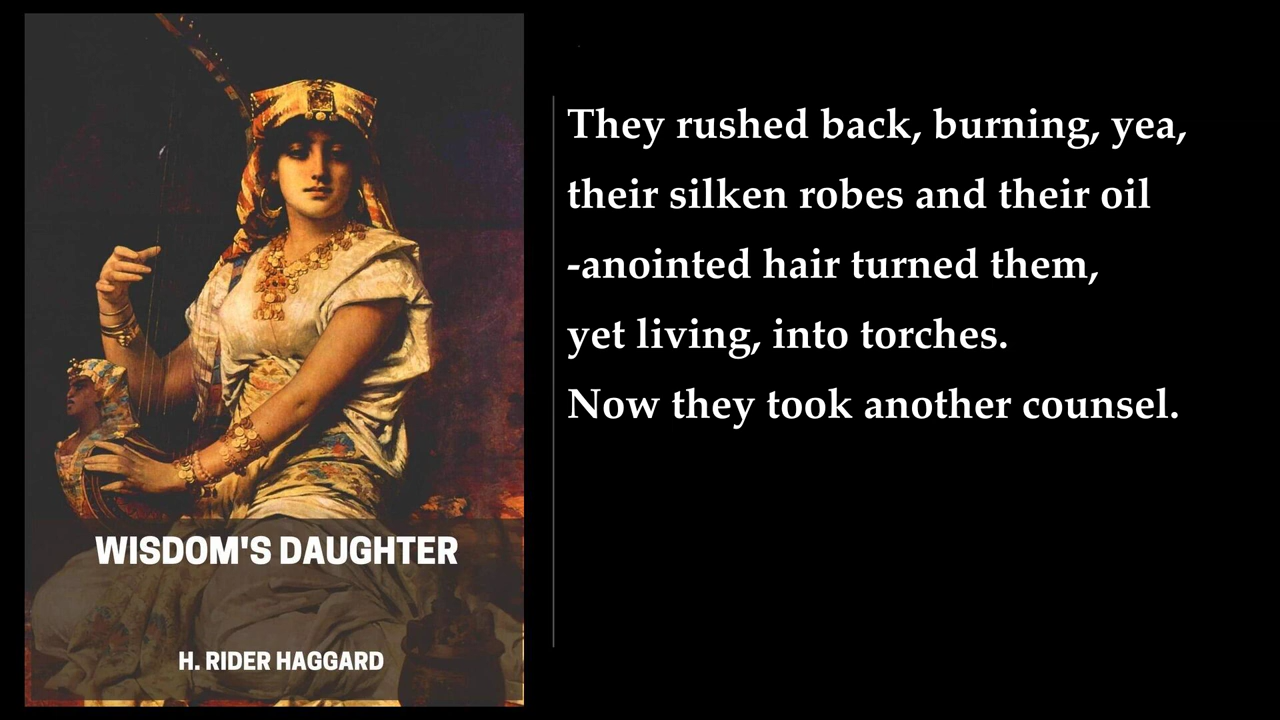 WISDOM'S DAUGHTER
H. RIDER HAGGARD
They rushed back, burning, yea,
their silken robes and their oil
-anointed hair turned them,
yet living, into torches.
Now they took another counsel.